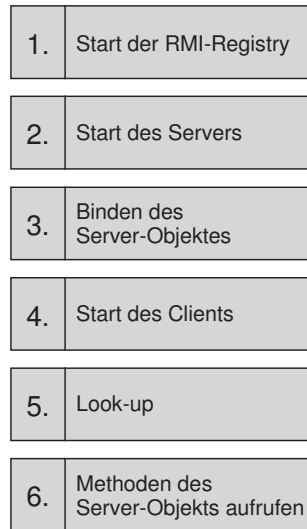 1. Start der RMI-Registry
2. Start des Servers
3. Binden des
Server-Objektes
4. Start des Clients
5. Look-up
6. Methoden des
Server-Objekts aufrufen